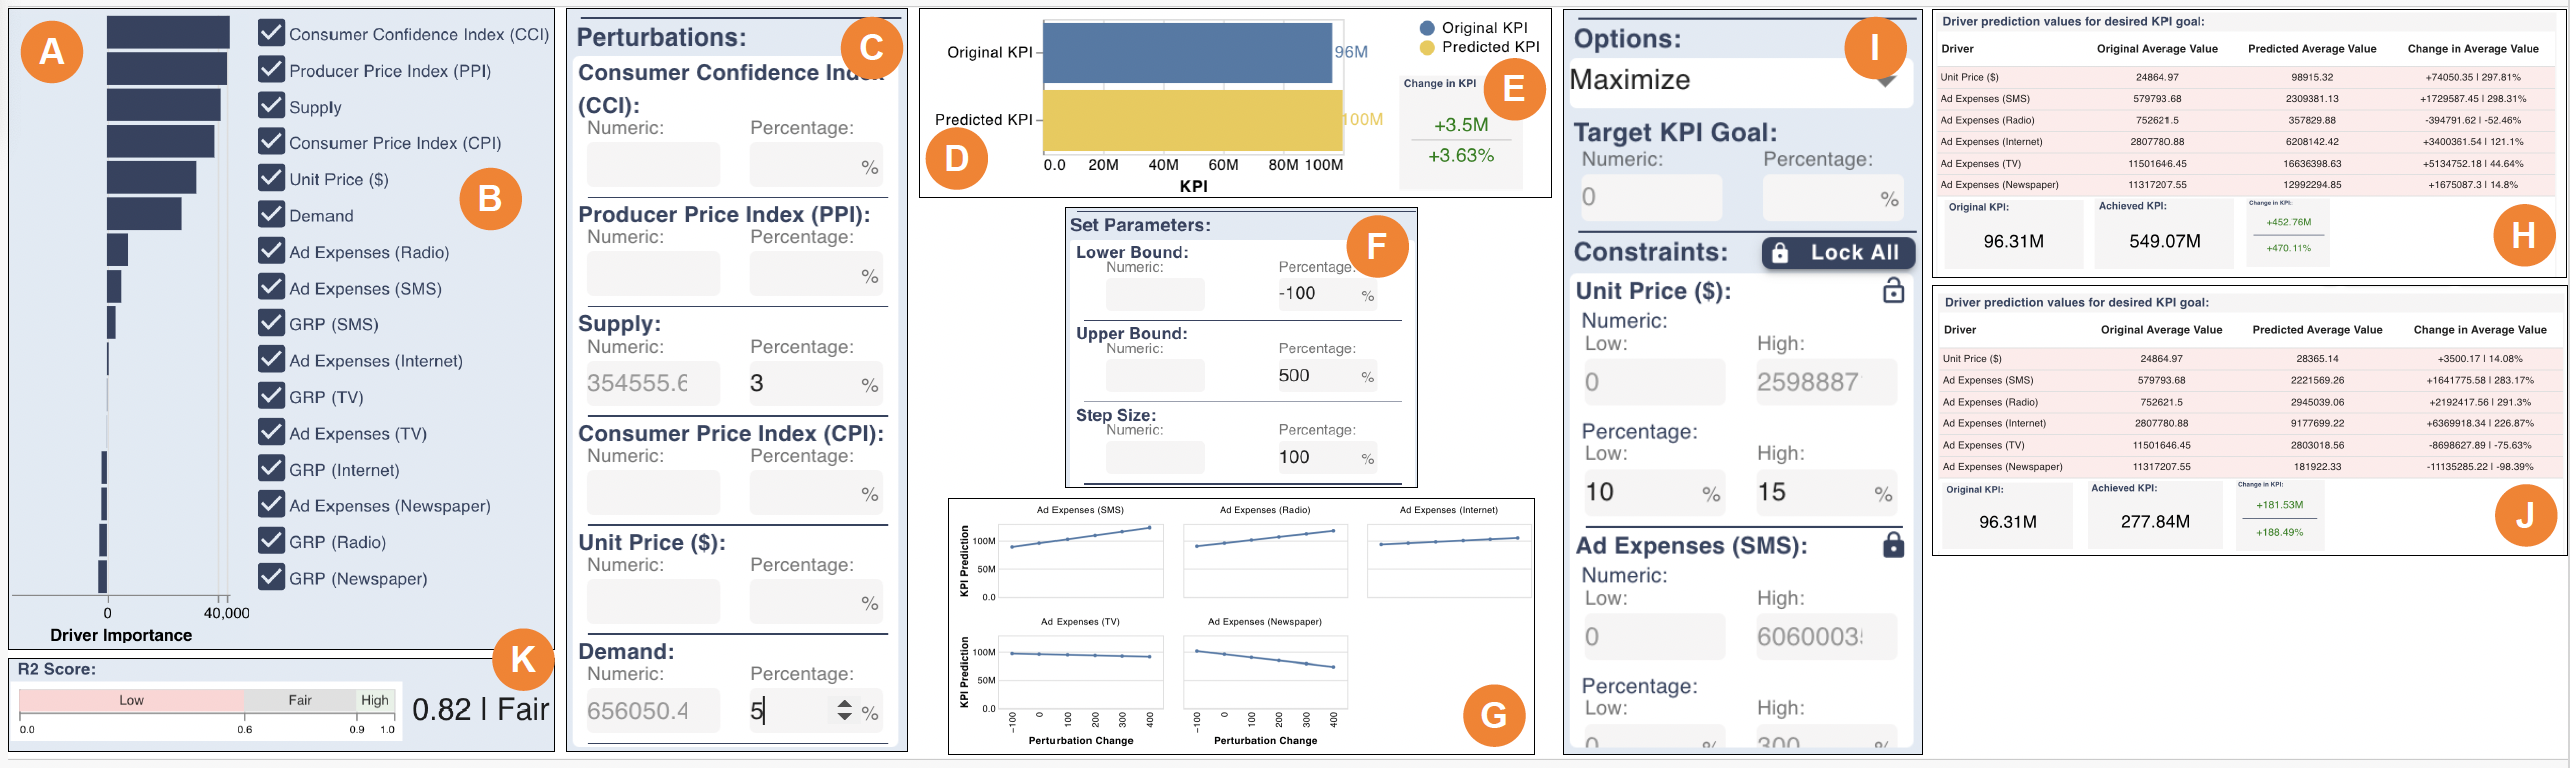 A
Consumer Confidence Index (CCI)
Producer Price Index (PPI)
Supply
Consumer Price Index (CPI)
Unit Price ($)
B
Demand
Ad Expenses (Radio)
Ad Expenses (SMS)
GRP (SMS)
Ad Expenses (Internet)
GRP (TV)
Ad Expenses (TV)
GRP (Internet)
Ad Expenses (Newspaper)
GRP (Radio)
GRP (Newspaper)
0 40,000
Driver Importance
K
R2 Score:
Low Fair High
0.0 0.6 0.9 1.0
0.82 | Fair
C
Perturbations:
Consumer Confidence Index
(CCI):
Numeric: Percentage:
%
Producer Price Index (PPI):
Numeric: Percentage:
%
Supply:
Numeric: Percentage:
354555.6 3 %
Consumer Price Index (CPI):
Numeric: Percentage:
%
Unit Price ($):
Numeric: Percentage:
%
Demand:
Numeric: Percentage:
656050.4 5 %
Original KPI
Predicted KPI
Original KPI 96M
Predicted KPI 100M
0.0 20M 40M 60M 80M 100M
KPI
D
E
Change in KPI
+3.5M
+3.63%
F
Set Parameters:
Lower Bound:
Numeric: Percentage:
-100 %
Upper Bound:
Numeric: Percentage:
500 %
Step Size:
Numeric: Percentage:
100 %
Ad Expenses (SMS) Ad Expenses (Radio) Ad Expenses (Internet)
KPI Prediction
100M
50M
0.0
Ad Expenses (TV) Ad Expenses (Newspaper)
KPI Prediction
100M
50M
0.0
-100 0 100 200 300 400 -100 0 100 200 300 400
Perturbation Change Perturbation Change
G
I
Options:
Maximize
Target KPI Goal:
Numeric: Percentage:
0 %
Constraints: Lock All
Unit Price ($):
Numeric:
Low: High:
0 2598887
Percentage:
Low: High:
10 % 15 %
Ad Expenses (SMS):
Numeric:
Low: High:
0 6060003
Percentage:
Low: High:
0 % 300 %
Driver prediction values for desired KPI goal:
Driver Original Average Value Predicted Average Value Change in Average Value
Unit Price ($) 24864.97 98915.32 +74050.35 | 297.81%
Ad Expenses (SMS) 579793.68 2309381.13 +1729587.45 | 298.31%
Ad Expenses (Radio) 752621.5 357829.88 -394791.62 | -52.46%
Ad Expenses (Internet) 2807780.88 6208142.42 +3400361.54 | 121.1%
Ad Expenses (TV) 11501646.45 16636398.63 +5134752.18 | 44.64%
Ad Expenses (Newspaper) 11317207.55 12992294.85 +1675087.3 | 14.8%
Original KPI: Achieved KPI: Change in KPI:
96.31M 549.07M +452.76M
+470.11%
H
Driver prediction values for desired KPI goal:
Driver Original Average Value Predicted Average Value Change in Average Value
Unit Price ($) 24864.97 28365.14 +3500.17 | 14.08%
Ad Expenses (SMS) 579793.68 2221569.26 +1641775.58 | 283.17%
Ad Expenses (Radio) 752621.5 2945039.06 +2192417.56 | 291.3%
Ad Expenses (Internet) 2807780.88 9177699.22 +6369918.34 | 226.87%
Ad Expenses (TV) 11501646.45 2803018.56 -8698627.89 | -75.63%
Ad Expenses (Newspaper) 11317207.55 181922.33 -11135285.22 | -98.39%
Original KPI: Achieved KPI: Change in KPI:
96.31M 277.84M +181.53M
+188.49%
J